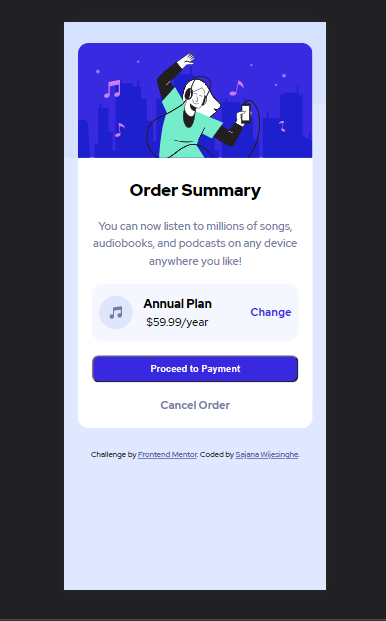 Order Summary
You can now listen to millions of songs,
audiobooks, and podcasts on any device
anywhere you like!
Annual Plan
$59.99/year
Change
Proceed to Payment
Cancel Order
Challenge by Frontend Mentor. Coded by Sajana Wijesinghe.